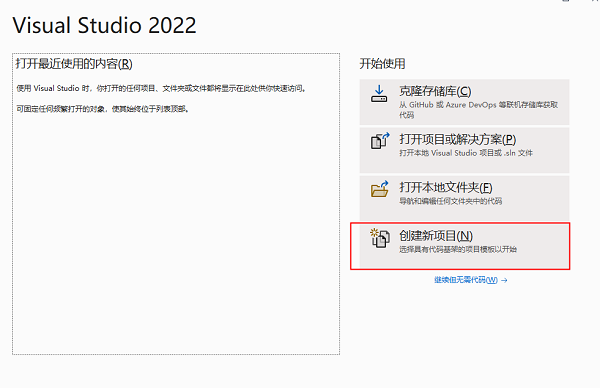 Visual Studio 2022
打开最近使用的内容(R)
使用 Visual Studio 时，你打开的任何项目、文件夹或文件都将显示在此处供你快速访问。
可固定任何频繁打开的对象，使其始终位于列表顶部。
开始使用
克隆存储库(C)
从 GitHub 或 Azure DevOps 等联机存储库获取
代码
打开项目或解决方案(P)
打开本地 Visual Studio 项目或 .sln 文件
打开本地文件夹(F)
导航和编辑任何文件夹中的代码
创建新项目(N)
选择具有代码基架的项目模板以开始
继续但无需代码(W) →